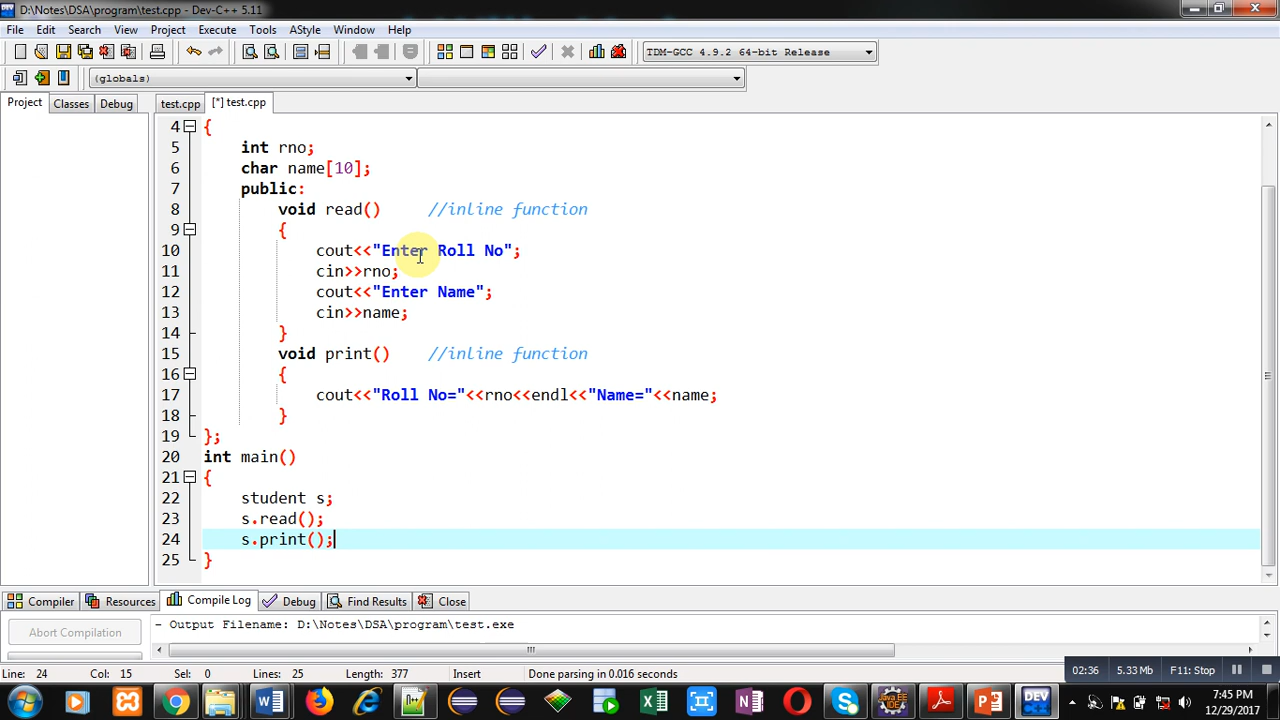 D:\Notes\DSA\program\test.cpp - Dev-C++ 5.11
File Edit Search View Project Execute Tools AStyle Window Help
TDM-GCC 4.9.2 64-bit Release
(globals)
Project Classes Debug test.cpp [*] test.cpp
4 {
5 int rno;
6 char name[10];
7 public:
8 void read() //inline function
9 {
10 cout<<"Enter Roll No";
11 cin>>rno;
12 cout<<"Enter Name";
13 cin>>name;
14 }
15 void print() //inline function
16 {
17 cout<<"Roll No="<<rno<<endl<<"Name="<<name;
18 }
19 };
20 int main()
21 {
22 student s;
23 s.read();
24 s.print();
25 }
Compiler Resources Compile Log Debug Find Results Close
Abort Compilation
- Output Filename: D:\Notes\DSA\program\test.exe
Line: 24 Col: 15 Sel: 0 Lines: 25 Length: 377 Insert Done parsing in 0.016 seconds
02:36 5.33 Mb F11: Stop
DEV
7:45 PM
12/29/2017